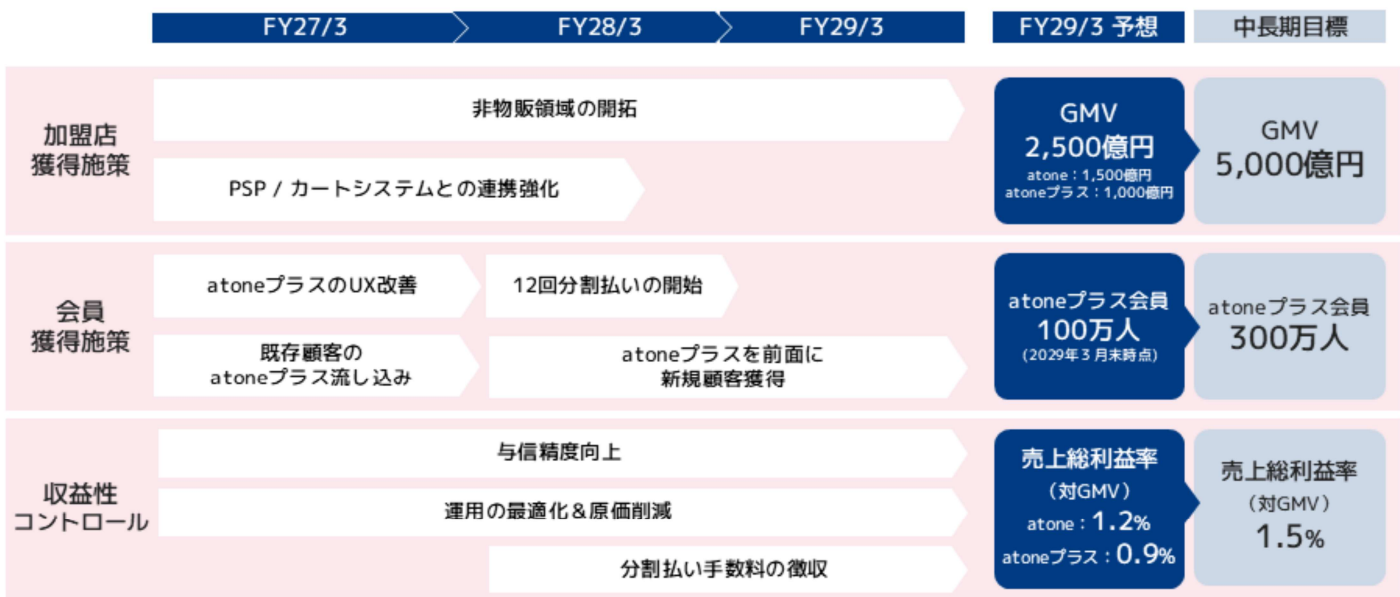 FY27/3
FY28/3
FY29/3
FY29/3 予想
中長期目標
加盟店
獲得施策
非物販領域の開拓
PSP / カートシステムとの連携強化
GMV
2,500億円
atone：1,500億円
atoneプラス：1,000億円
GMV
5,000億円
会員
獲得施策
atoneプラスのUX改善
12回分割払いの開始
既存顧客の
atoneプラス流し込み
atoneプラスを前面に
新規顧客獲得
atoneプラス会員
100万人
(2029年3月末時点)
atoneプラス会員
300万人
収益性
コントロール
与信精度向上
運用の最適化＆原価削減
分割払い手数料の徴収
売上総利益率
（対GMV）
atone：1.2%
atoneプラス：0.9%
売上総利益率
（対GMV）
1.5%